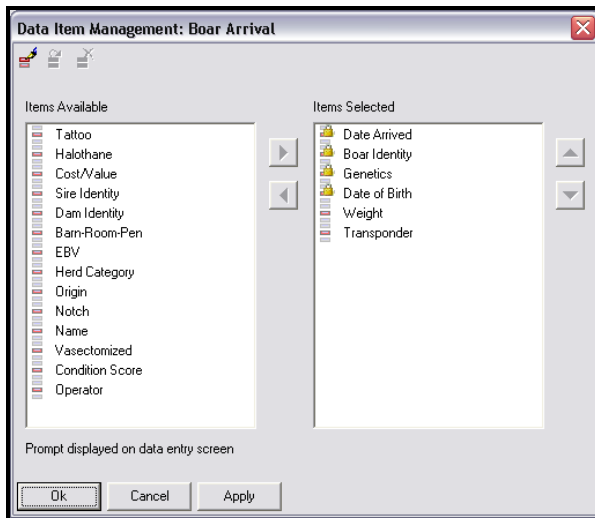 Data Item Management: Boar Arrival
Items Available
Tattoo
Halothane
Cost/Value
Sire Identity
Dam Identity
Barn-Room-Pen
EBV
Herd Category
Origin
Notch
Name
Vasectomized
Condition Score
Operator
Items Selected
Date Arrived
Boar Identity
Genetics
Date of Birth
Weight
Transponder
Prompt displayed on data entry screen
Ok
Cancel
Apply